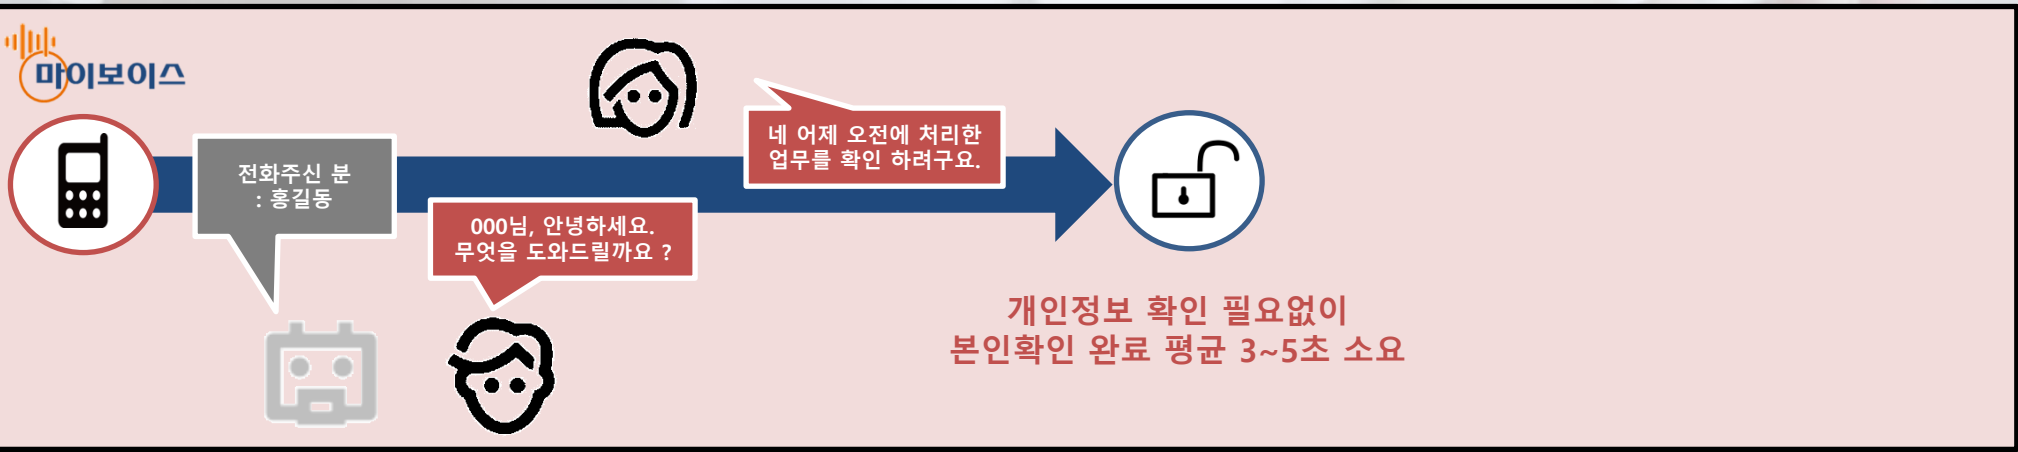 마이보이스
전화주신 분
: 홍길동
000님, 안녕하세요.
무엇을 도와드릴까요 ?
네 어제 오전에 처리한
업무를 확인 하려구요.
개인정보 확인 필요없이
본인확인 완료 평균 3~5초 소요